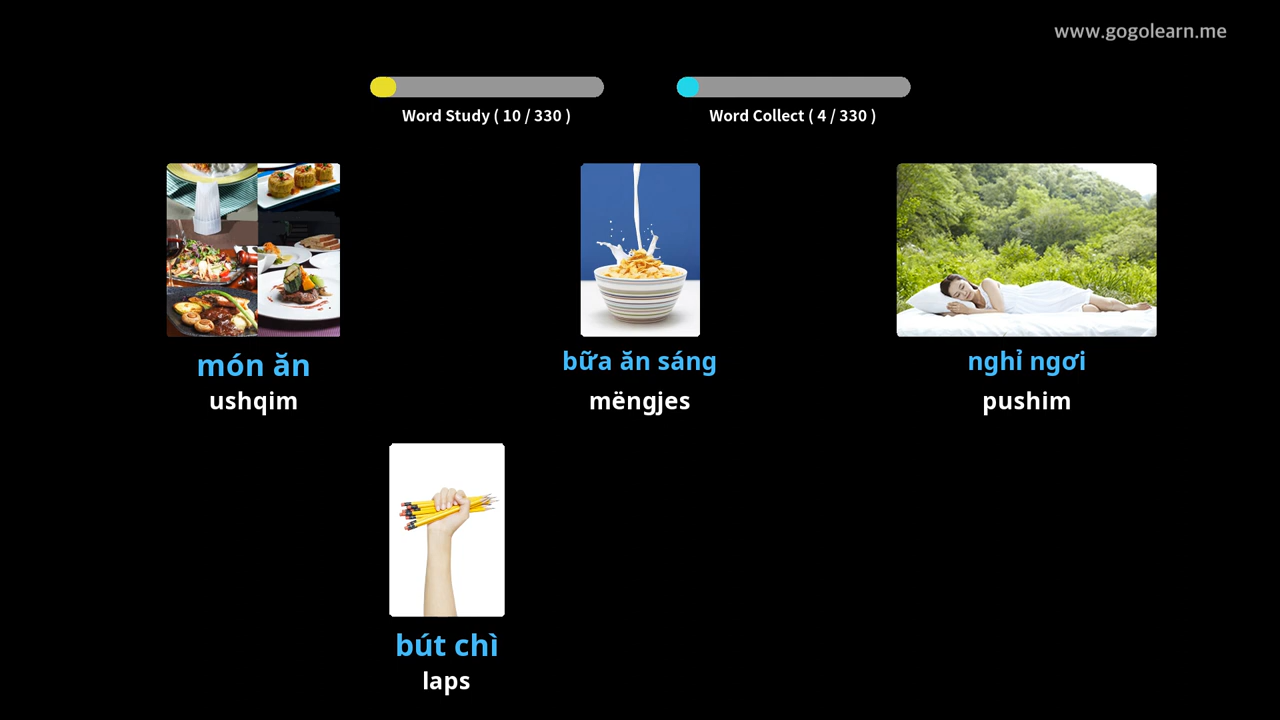 www.gogolearn.me
Word Study ( 10 / 330 )
Word Collect ( 4 / 330 )
món ăn
ushqim
bữa ăn sáng
mëngjes
nghỉ ngơi
pushim
bút chì
laps